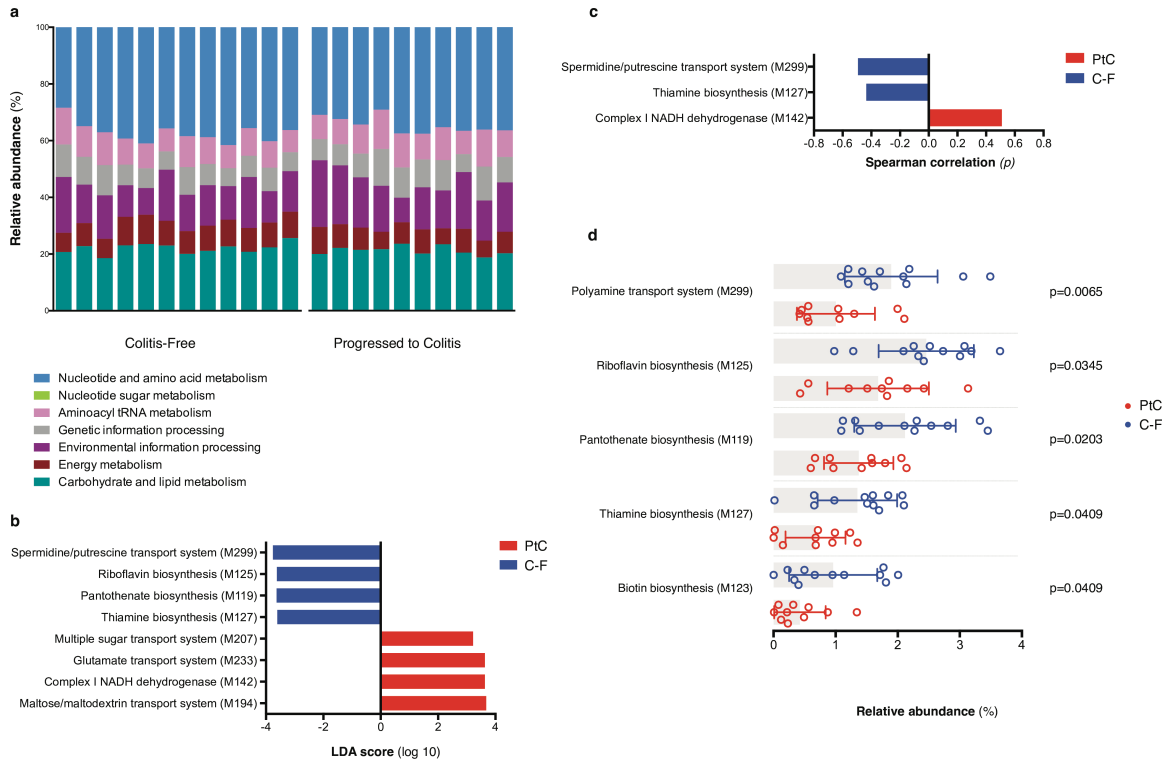 a
Relative abundance (%)
100
80
60
40
20
0
Colitis-Free
Progressed to Colitis
Nucleotide and amino acid metabolism
Nucleotide sugar metabolism
Aminoacyl tRNA metabolism
Genetic information processing
Environmental information processing
Energy metabolism
Carbohydrate and lipid metabolism
b
Spermidine/putrescine transport system (M299)
Riboflavin biosynthesis (M125)
Pantothenate biosynthesis (M119)
Thiamine biosynthesis (M127)
Multiple sugar transport system (M207)
Glutamate transport system (M233)
Complex I NADH dehydrogenase (M142)
Maltose/maltodextrin transport system (M194)
-4 -2 0 2 4
LDA score (log 10)
PtC
C-F
c
Spermidine/putrescine transport system (M299)
Thiamine biosynthesis (M127)
Complex I NADH dehydrogenase (M142)
-0.8 -0.6 -0.4 -0.2 0.0 0.2 0.4 0.6 0.8
Spearman correlation (p)
PtC
C-F
d
Polyamine transport system (M299) p=0.0065
Riboflavin biosynthesis (M125) p=0.0345
Pantothenate biosynthesis (M119) p=0.0203
Thiamine biosynthesis (M127) p=0.0409
Biotin biosynthesis (M123) p=0.0409
0 1 2 3 4
Relative abundance (%)
PtC
C-F